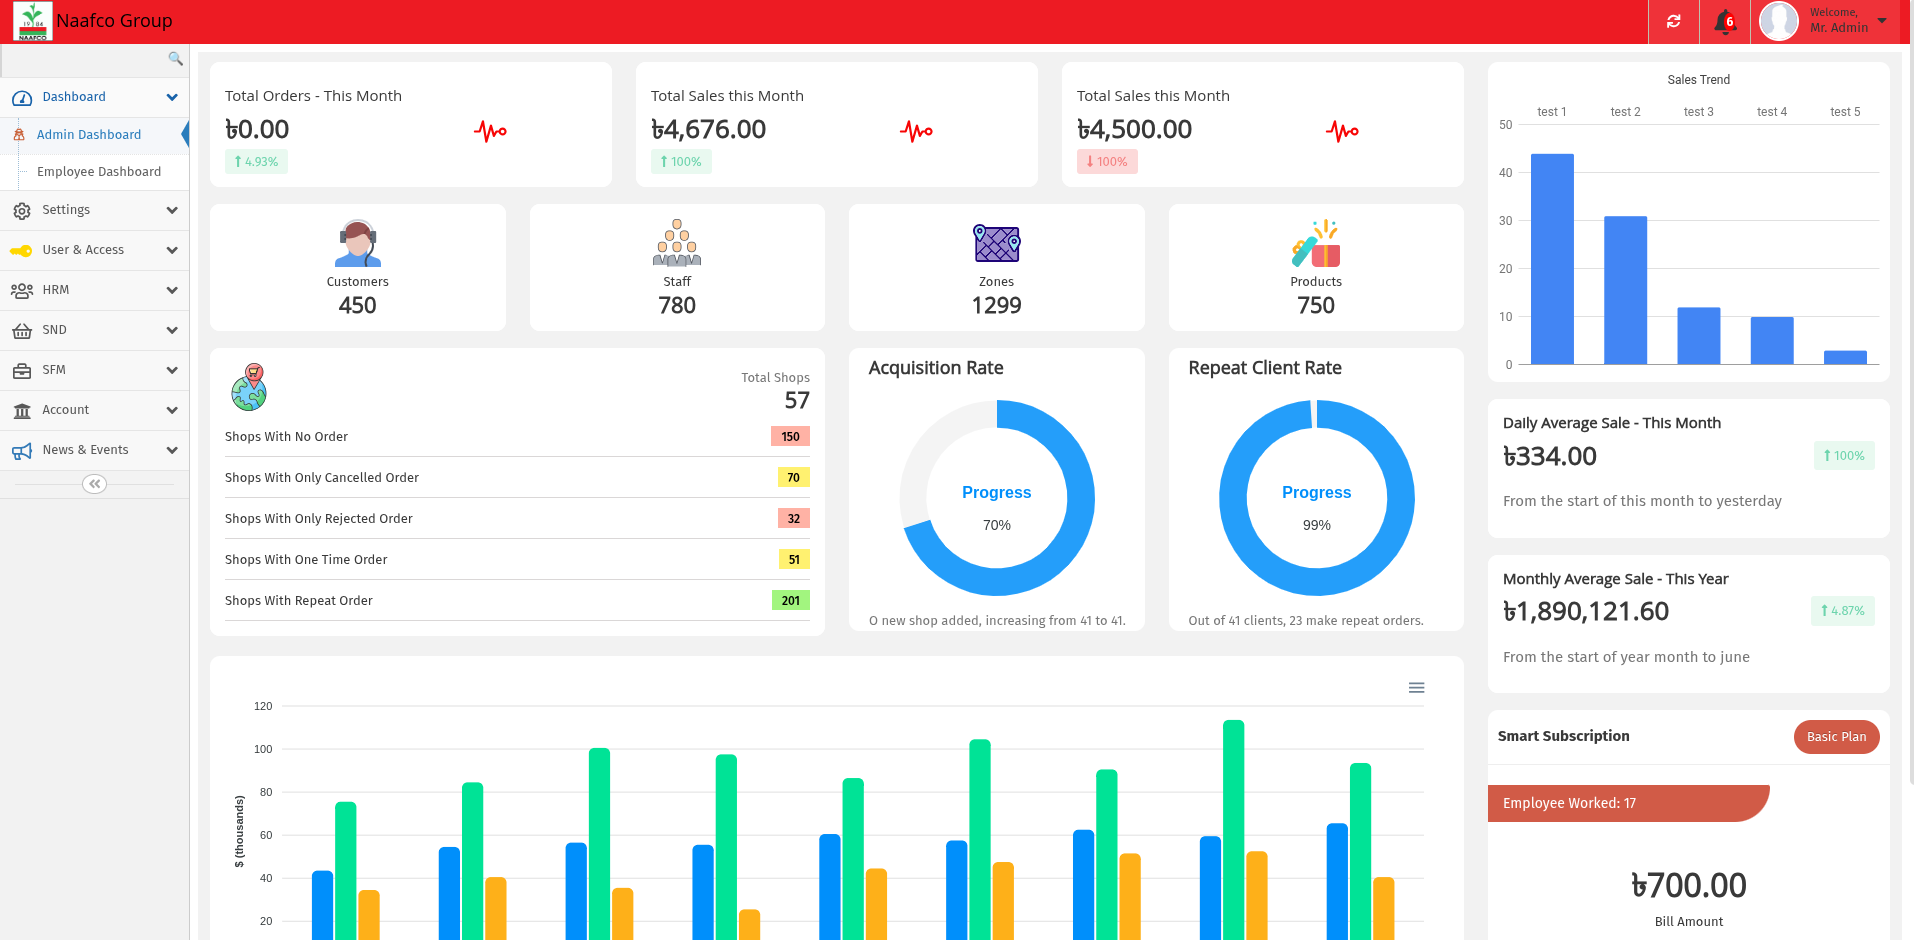 1984
NAAFCO
Naafco Group
6
Welcome,
Mr. Admin
Dashboard
Admin Dashboard
Employee Dashboard
Settings
User & Access
HRM
SND
SFM
Account
News & Events
Total Orders - This Month
৳0.00
4.93%
Total Sales this Month
৳4,676.00
100%
Total Sales this Month
৳4,500.00
100%
Customers
450
Staff
780
Zones
1299
Products
750
Total Shops
57
Shops With No Order
150
Shops With Only Cancelled Order
70
Shops With Only Rejected Order
32
Shops With One Time Order
51
Shops With Repeat Order
201
Acquisition Rate
Progress
70%
O new shop added, increasing from 41 to 41.
Repeat Client Rate
Progress
99%
Out of 41 clients, 23 make repeat orders.
120
100
80
60
40
20
$ (thousands)
Sales Trend
test 1 test 2 test 3 test 4 test 5
50
40
30
20
10
0
Daily Average Sale - This Month
৳334.00
100%
From the start of this month to yesterday
Monthly Average Sale - This Year
৳1,890,121.60
4.87%
From the start of year month to june
Smart Subscription
Basic Plan
Employee Worked: 17
৳700.00
Bill Amount